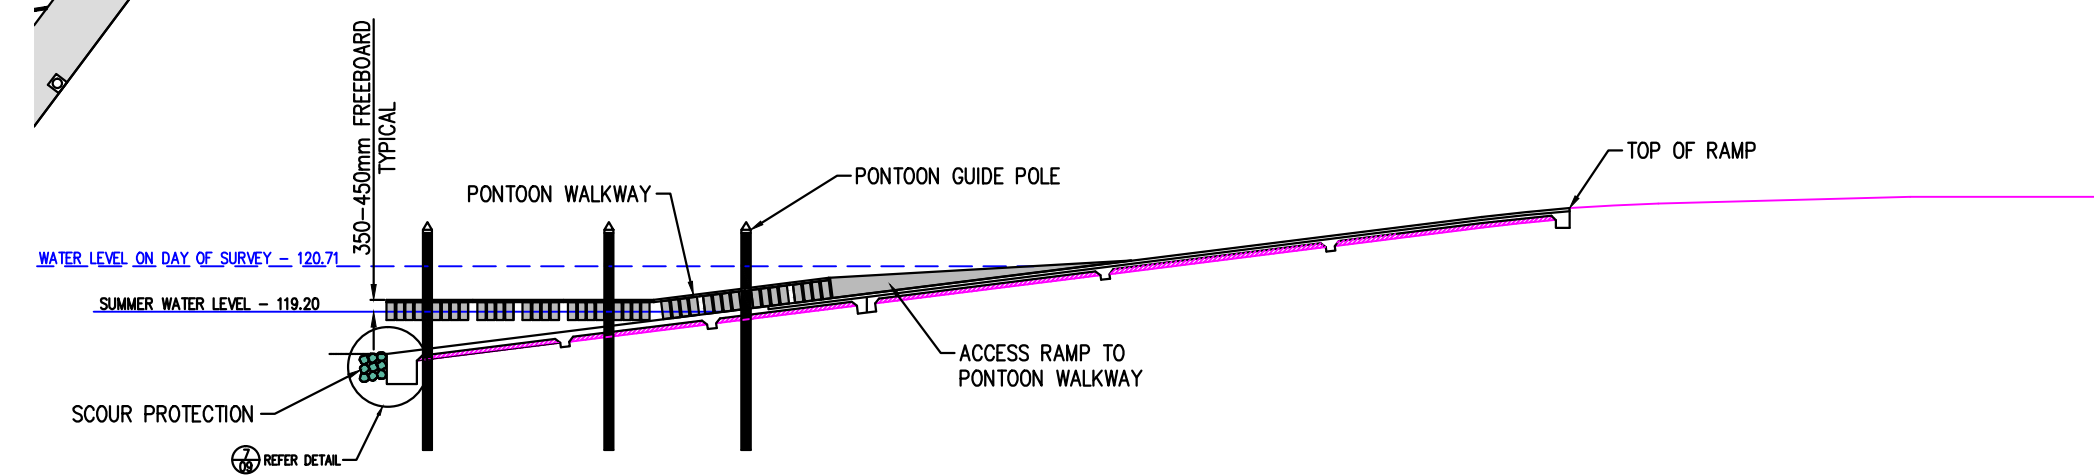 350-450mm FREEBOARD
TYPICAL
TOP OF RAMP
PONTOON GUIDE POLE
PONTOON WALKWAY
WATER LEVEL ON DAY OF SURVEY - 120.71
SUMMER WATER LEVEL - 119.20
ACCESS RAMP TO
PONTOON WALKWAY
SCOUR PROTECTION
7
09
REFER DETAIL